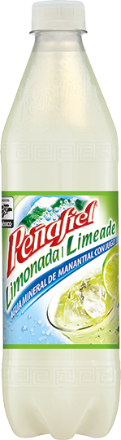 Peñafiel
Limonada | Limeade
AGUA MINERAL DE MANANTIAL CON JUGO